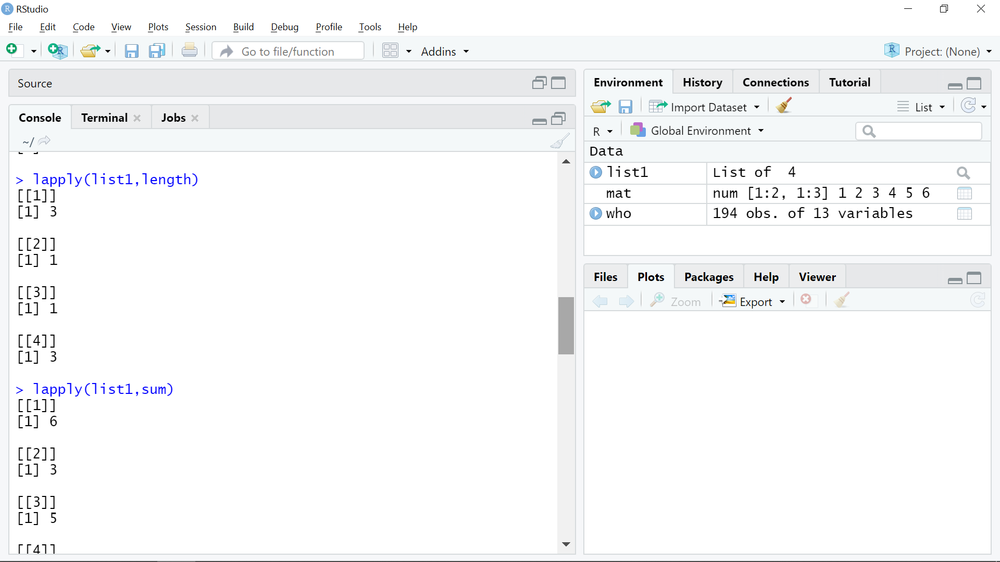 RStudio
File Edit Code View Plots Session Build Debug Profile Tools Help
Go to file/function Addins Project: (None)
Source
Console Terminal Jobs
~/
> lapply(list1,length)
[[1]]
[1] 3
[[2]]
[1] 1
[[3]]
[1] 1
[[4]]
[1] 3
> lapply(list1,sum)
[[1]]
[1] 6
[[2]]
[1] 3
[[3]]
[1] 5
[[4]]
Environment History Connections Tutorial
Import Dataset List
R Global Environment
Data
list1 List of 4
mat num [1:2, 1:3] 1 2 3 4 5 6
who 194 obs. of 13 variables
Files Plots Packages Help Viewer
Zoom Export